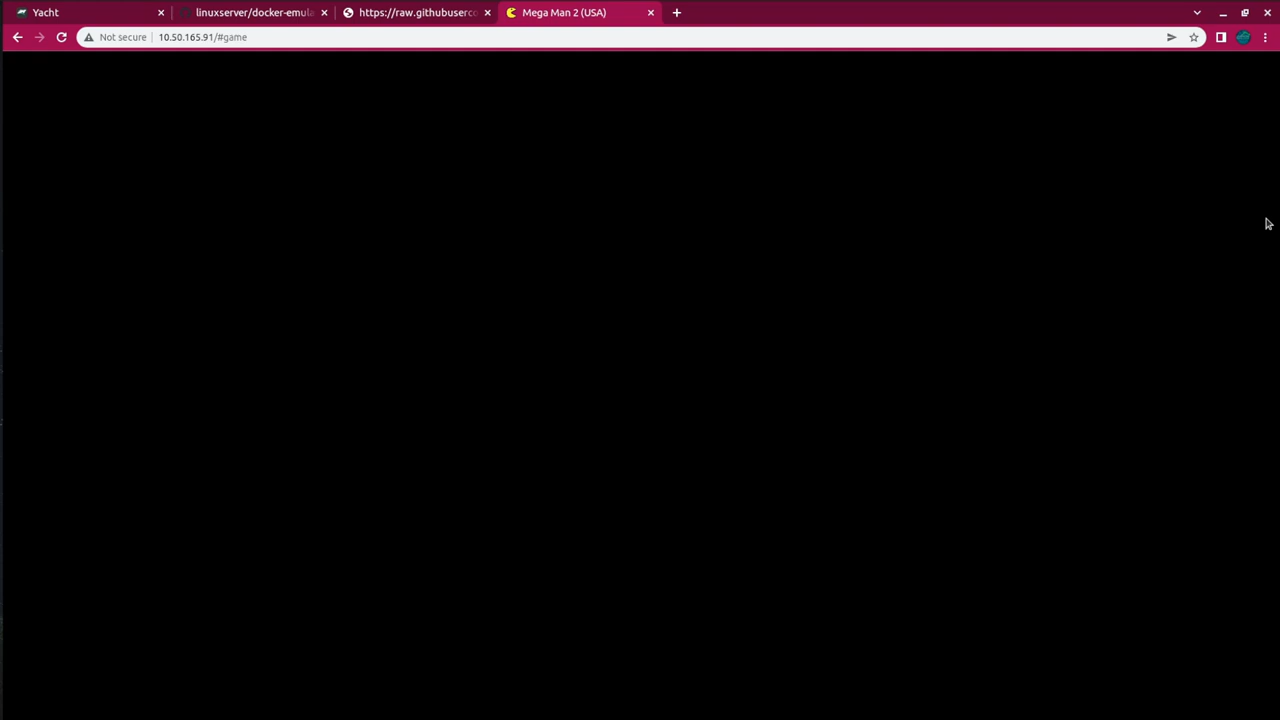 Yacht
linuxserver/docker-emula
https://raw.githubuserco
Mega Man 2 (USA)
Not secure
10.50.165.91/#game